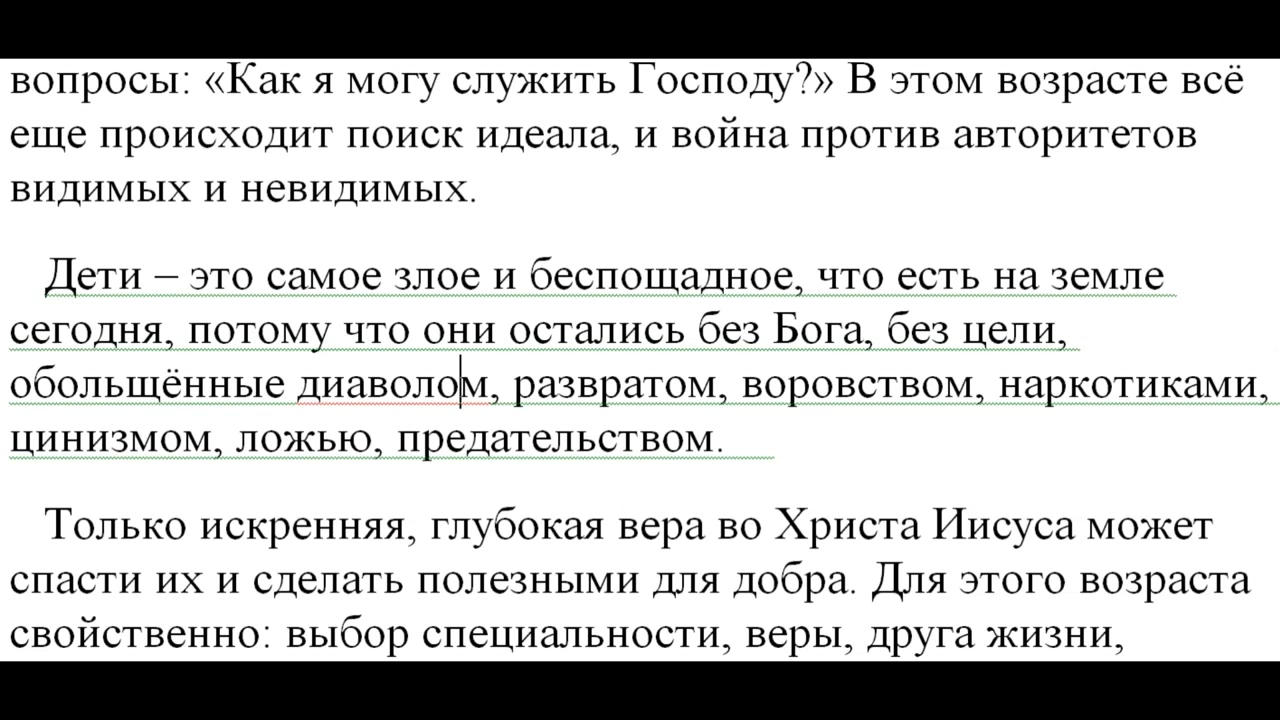 вопросы: «Как я могу служить Господу?» В этом возрасте всё
еще происходит поиск идеала, и война против авторитетов
видимых и невидимых.
Дети – это самое злое и беспощадное, что есть на земле
сегодня, потому что они остались без Бога, без цели,
обольщённые диаволом, развратом, воровством, наркотиками,
цинизмом, ложью, предательством.
Только искренняя, глубокая вера во Христа Иисуса может
спасти их и сделать полезными для добра. Для этого возраста
свойственно: выбор специальности, веры, друга жизни,